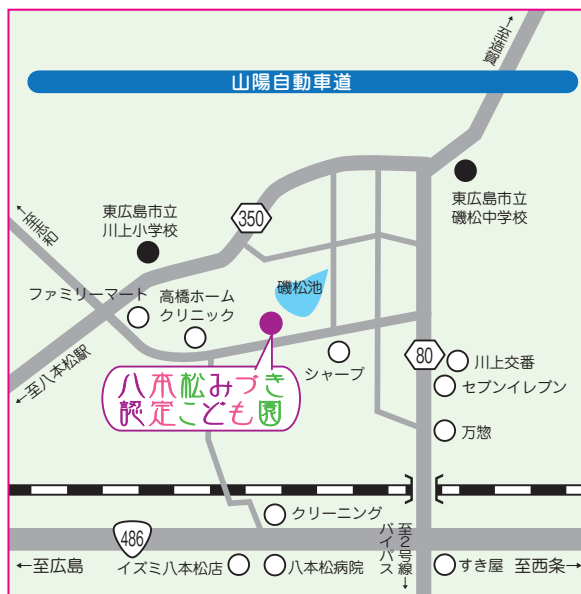 ←至造賀
山陽自動車道
東広島市立
磯松中学校
350
東広島市立
川上小学校
←至志和
磯松池
ファミリーマート
高橋ホーム
クリニック
シャープ
80
川上交番
セブンイレブン
←至八本松駅
八本松みづき
認定こども園
万惣
クリーニング
486
至2号線→
バイパス
←至広島
イズミ八本松店
八本松病院
すき屋
至西条→